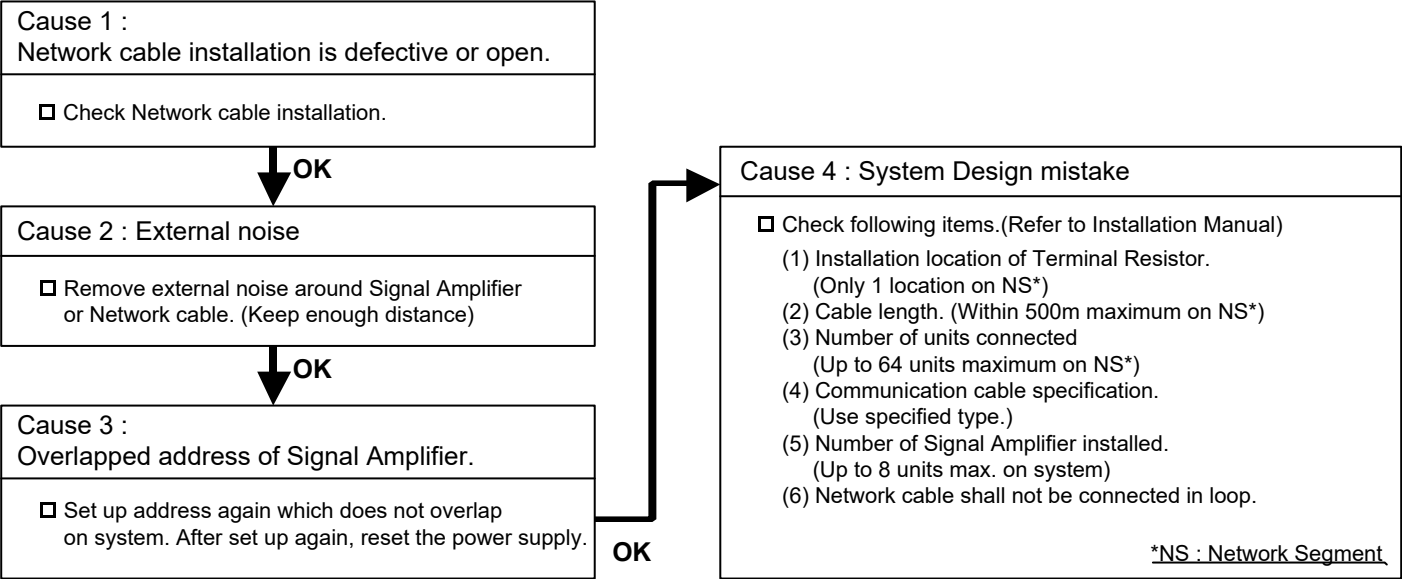 Cause 1 :
Network cable installation is defective or open.
Check Network cable installation.
OK
Cause 2 : External noise
Remove external noise around Signal Amplifier
or Network cable. (Keep enough distance)
OK
Cause 3 :
Overlapped address of Signal Amplifier.
Set up address again which does not overlap
on system. After set up again, reset the power supply.
OK
Cause 4 : System Design mistake
Check following items.(Refer to Installation Manual)
(1) Installation location of Terminal Resistor.
(Only 1 location on NS*)
(2) Cable length. (Within 500m maximum on NS*)
(3) Number of units connected
(Up to 64 units maximum on NS*)
(4) Communication cable specification.
(Use specified type.)
(5) Number of Signal Amplifier installed.
(Up to 8 units max. on system)
(6) Network cable shall not be connected in loop.
*NS : Network Segment